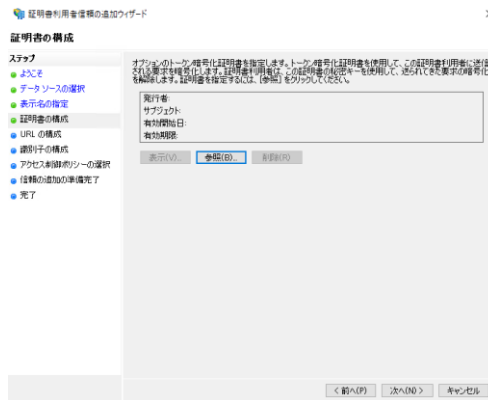 証明書利用者信頼の追加ウィザード
証明書の構成
ステップ
ようこそ
データ ソースの選択
表示名の指定
証明書の構成
URL の構成
識別子の構成
アクセス制御ポリシーの選択
信頼の追加の準備完了
完了
オプションのトークン暗号化証明書を指定します。トークン暗号化証明書を使用して、この証明書利用者に送信
される要求を暗号化します。証明書利用者は、この証明書の秘密キーを使用して、送られてきた要求の暗号化
を解除します。証明書を指定するには、[参照] をクリックしてください。
発行者:
サブジェクト:
有効開始日:
有効期限:
表示(V)... 参照(B)... 削除(R)
< 前へ(P) 次へ(N) > キャンセル